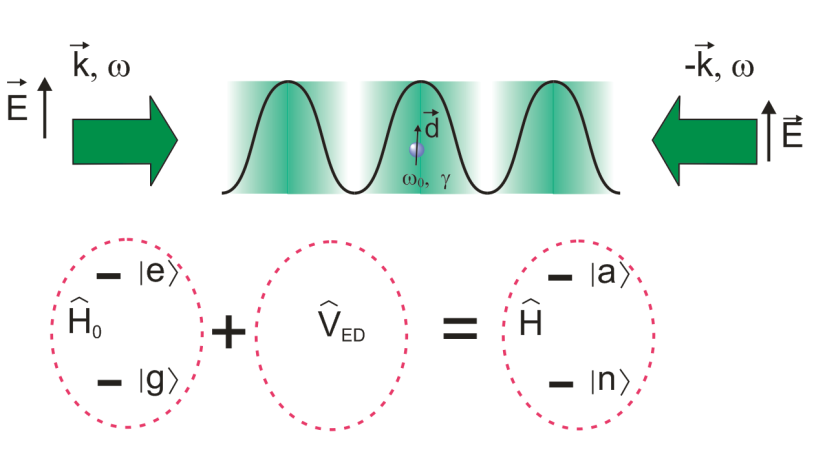 k⃗, ω
-k⃗, ω
E⃗
d⃗
E⃗
ω₀, γ
|e⟩
|a⟩
Ĥ₀
+
V̂ED
=
Ĥ
|g⟩
|n⟩